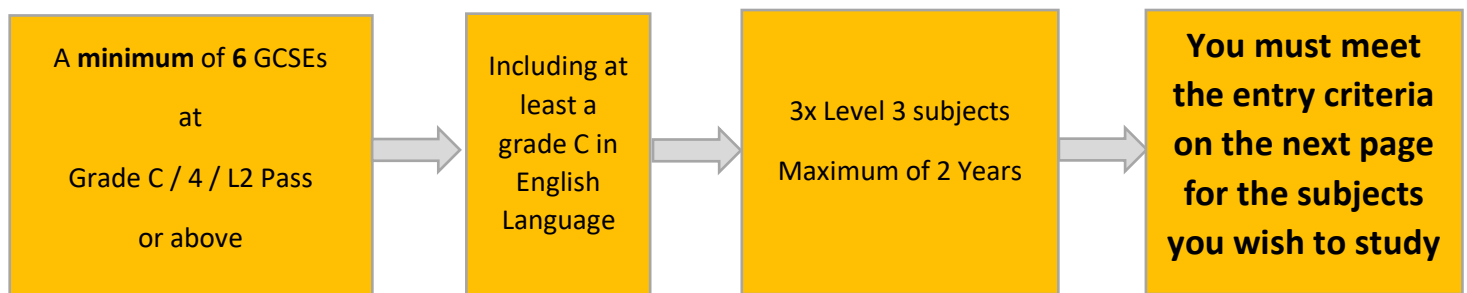 A minimum of 6 GCSEs
at
Grade C / 4 / L2 Pass
or above
Including at
least a
grade C in
English
Language
3x Level 3 subjects
Maximum of 2 Years
You must meet
the entry criteria
on the next page
for the subjects
you wish to study